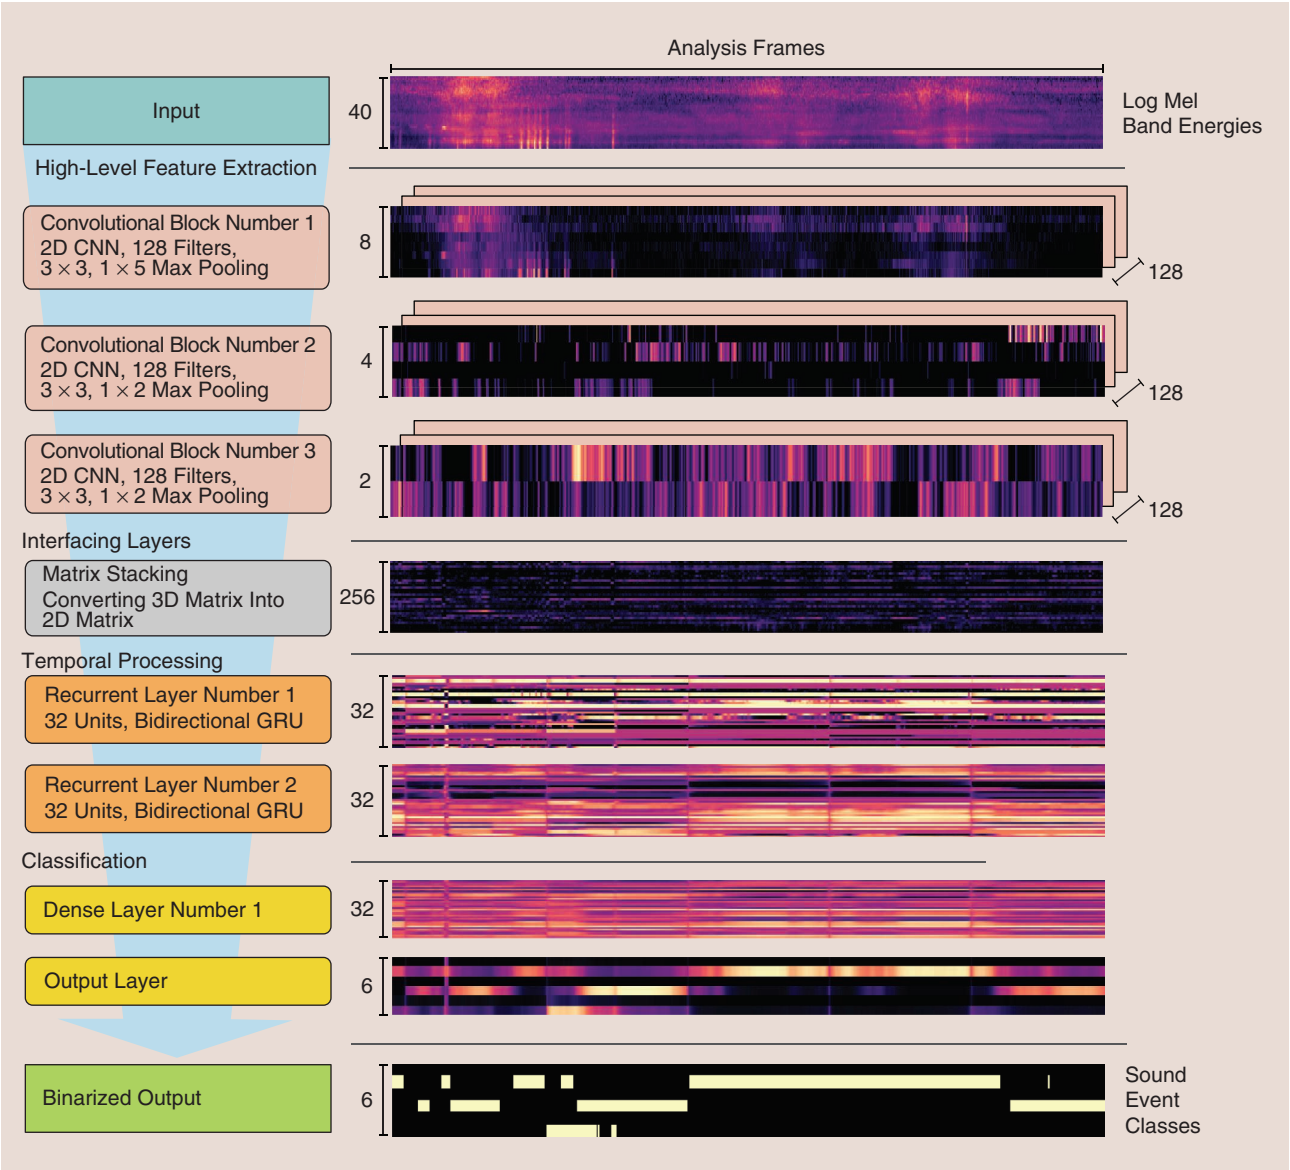 Analysis Frames
Input
40
Log Mel
Band Energies
High-Level Feature Extraction
Convolutional Block Number 1
2D CNN, 128 Filters,
3 × 3, 1 × 5 Max Pooling
8
128
Convolutional Block Number 2
2D CNN, 128 Filters,
3 × 3, 1 × 2 Max Pooling
4
128
Convolutional Block Number 3
2D CNN, 128 Filters,
3 × 3, 1 × 2 Max Pooling
2
128
Interfacing Layers
Matrix Stacking
Converting 3D Matrix Into
2D Matrix
256
Temporal Processing
Recurrent Layer Number 1
32 Units, Bidirectional GRU
32
Recurrent Layer Number 2
32 Units, Bidirectional GRU
32
Classification
Dense Layer Number 1
32
Output Layer
6
Binarized Output
6
Sound
Event
Classes